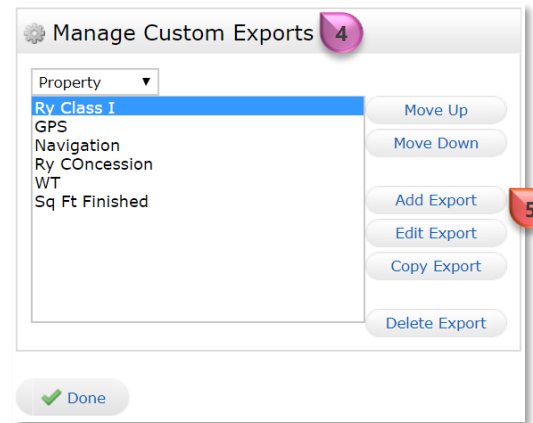 Manage Custom Exports 4
Property
Ry Class I
GPS
Navigation
Ry COncession
WT
Sq Ft Finished
Move Up
Move Down
Add Export 5
Edit Export
Copy Export
Delete Export
Done